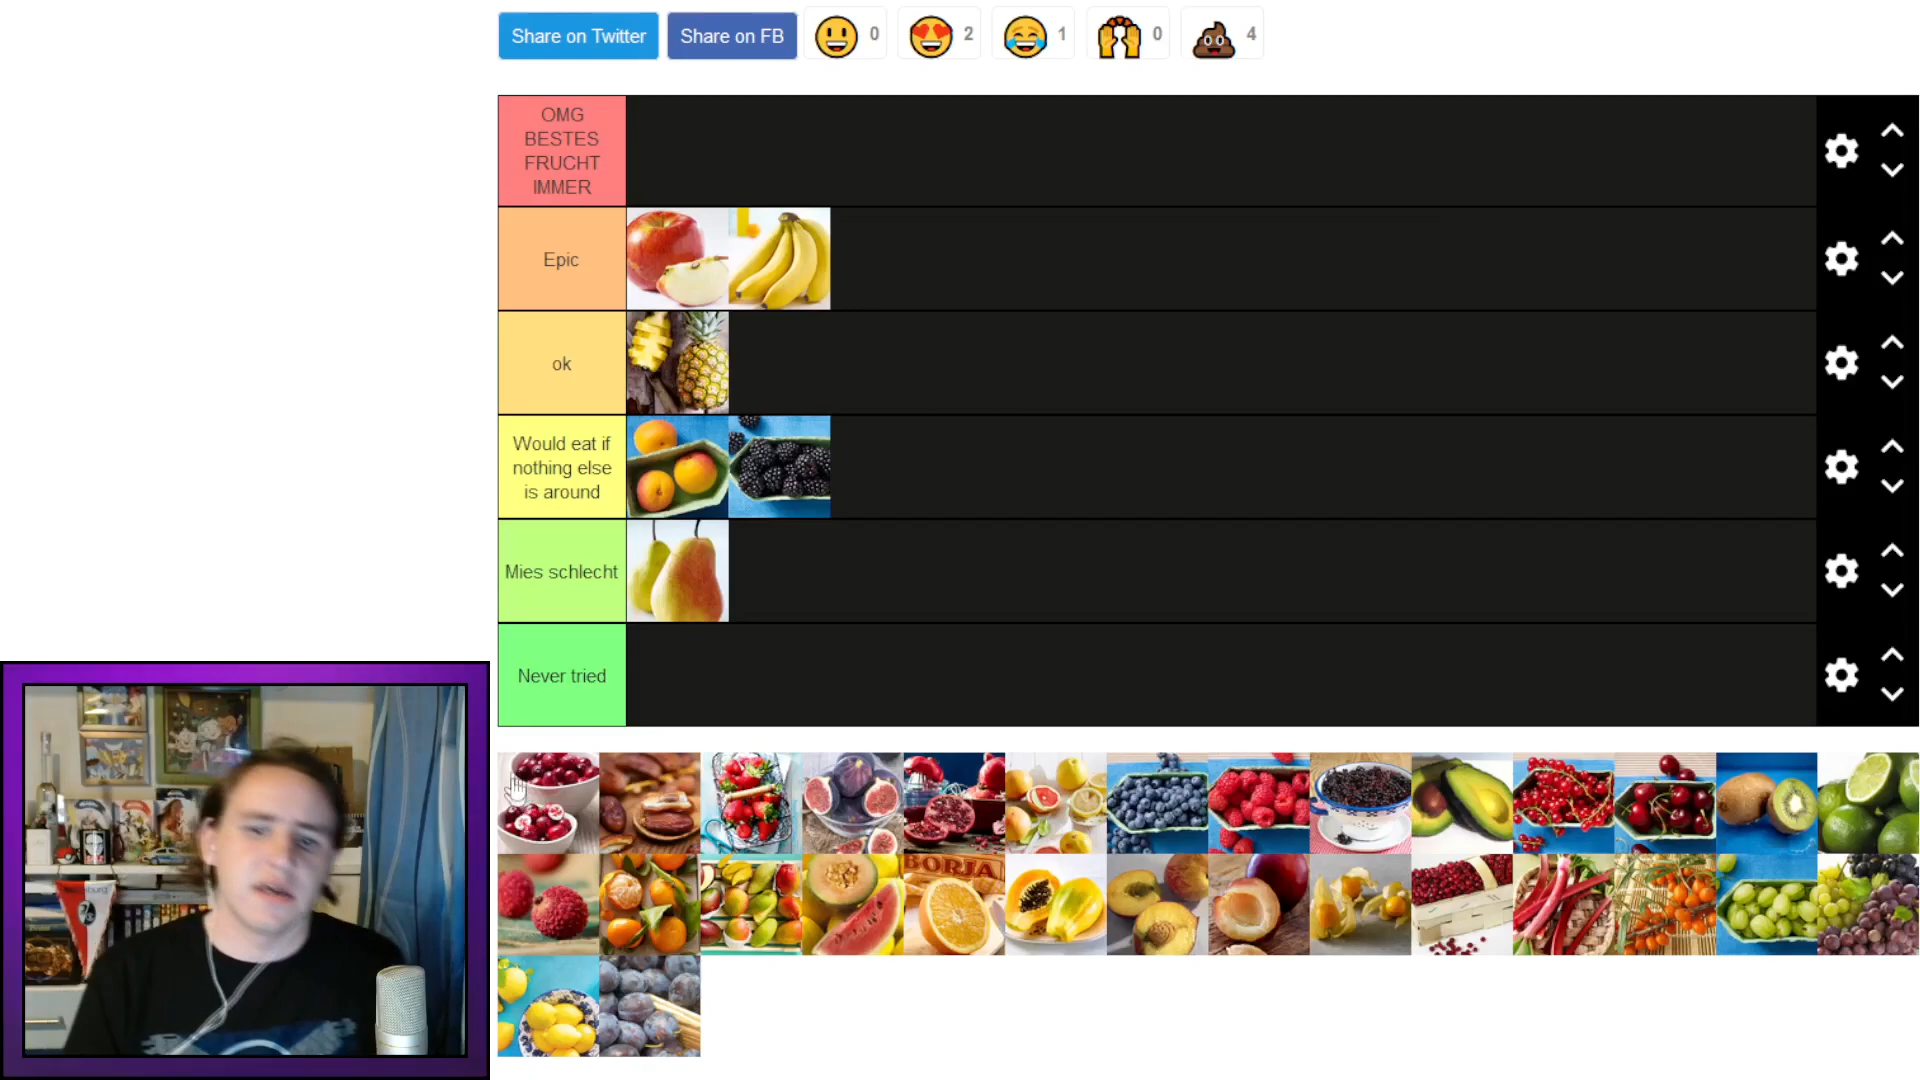 Share on Twitter
Share on FB
0
2
1
0
4
OMG
BESTES
FRUCHT
IMMER
Epic
ok
Would eat if
nothing else
is around
Mies schlecht
Never tried
BORJA